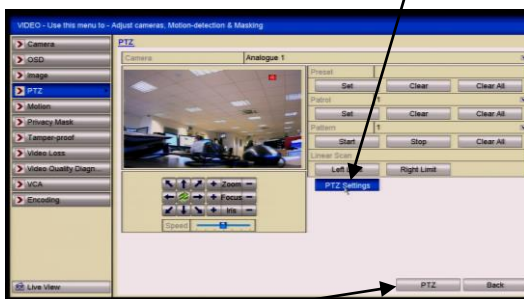 VIDEO - Use this menu to - Adjust cameras, Motion-detection & Masking
Camera
OSD
Image
PTZ
Motion
Privacy Mask
Tamper-proof
Video Loss
Video Quality Diagn...
VCA
Encoding
Live View
PTZ
Camera Analogue 1
Preset
Set Clear Clear All
Patrol 1
Set Clear Clear All
Pattern 1
Start Stop Clear All
Linear Scan
Left Right Limit
PTZ Settings
+ Zoom -
+ Focus -
+ Iris -
Speed
PTZ Back